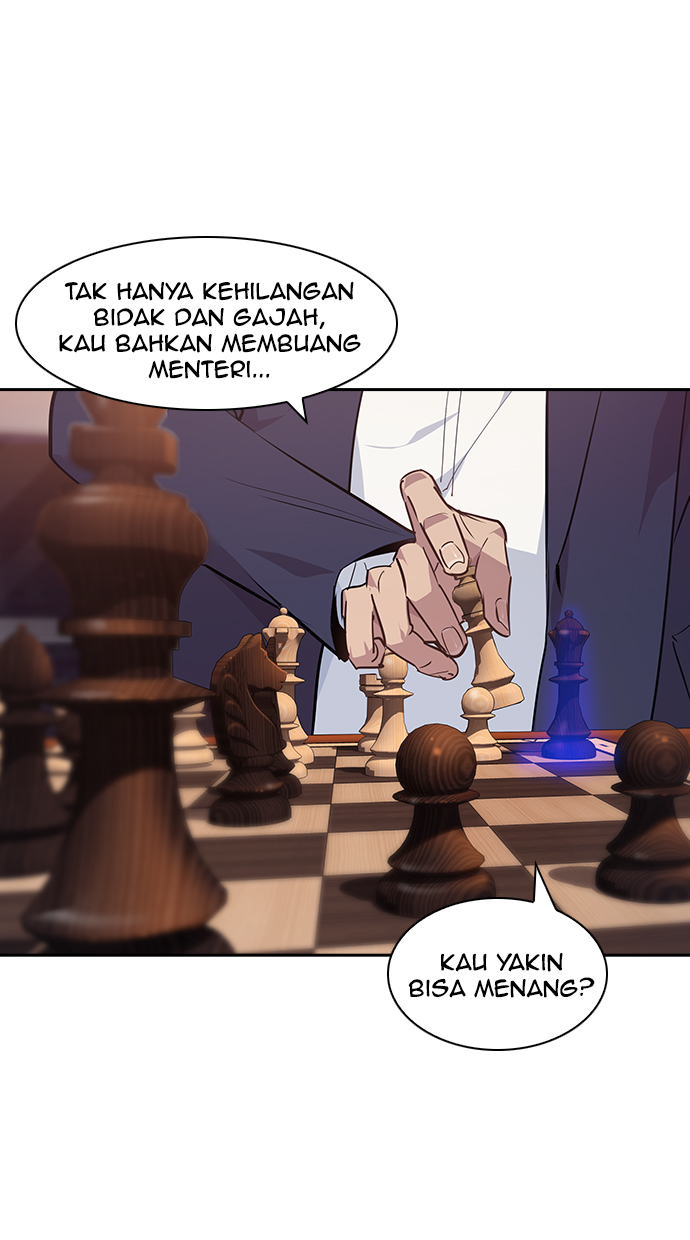 TAK HANYA KEHILANGAN
BIDAK DAN GAJAH,
KAU BAHKAN MEMBUANG
MENTERI...
KAU YAKIN
BISA MENANG?